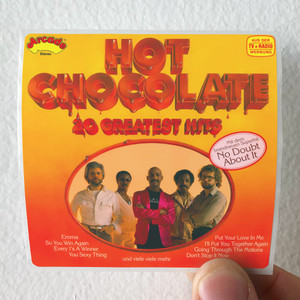 Arcade
Stereo
AUS DER
TV + RADIO
WERBUNG
HOT
CHOCOLATE
20 GREATEST HITS
No Doubt
About It
Emma
So You Win Again
Every 1's A Winner
You Sexy Thing
Put Your Love In Me
I'll Put You Together Again
Going Through The Motions
Don't Stop It Now
und viele viele mehr